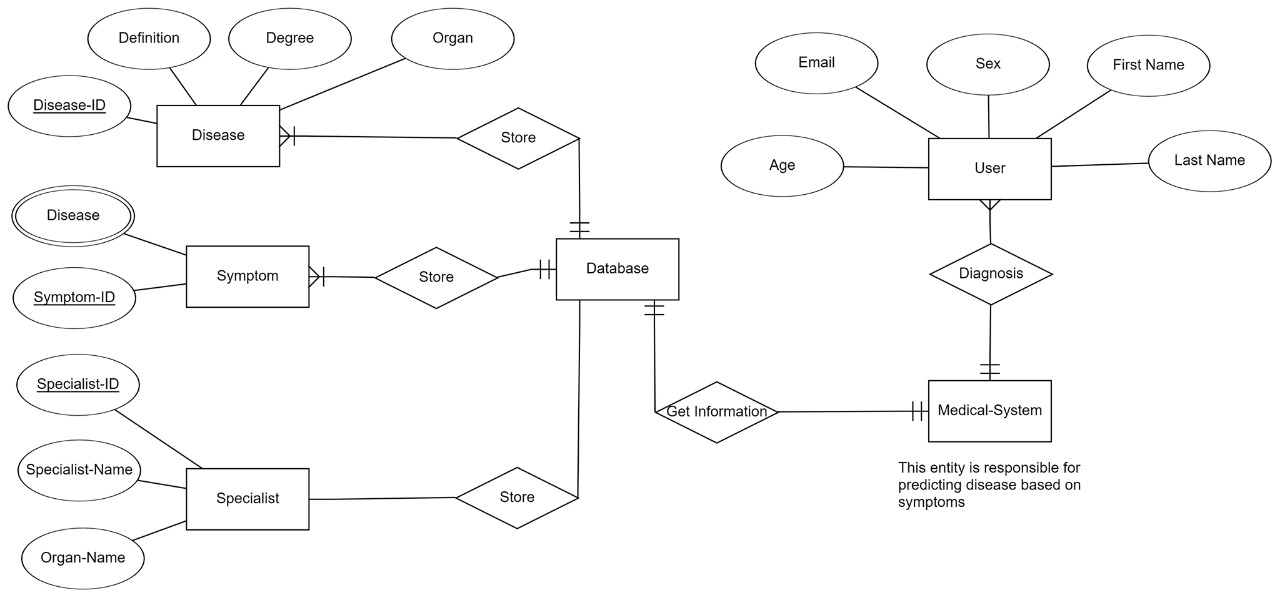 Definition
Degree
Organ
Disease-ID
Disease
Store
Email
Sex
First Name
Age
User
Last Name
Disease
Symptom
Symptom-ID
Store
Database
Diagnosis
Specialist-ID
Specialist-Name
Organ-Name
Specialist
Store
Get Information
Medical-System
This entity is responsible for
predicting disease based on
symptoms